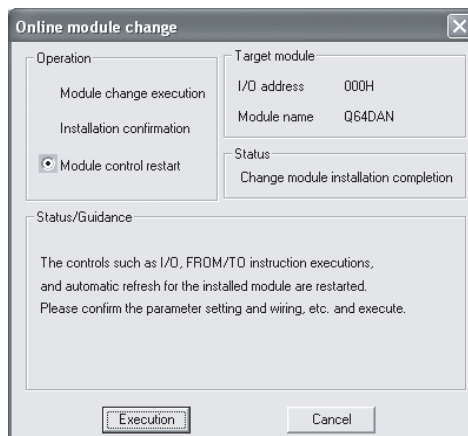 Online module change
Operation
Module change execution
Installation confirmation
Module control restart
Target module
I/O address 000H
Module name Q64DAN
Status
Change module installation completion
Status/Guidance
The controls such as I/O, FROM/TO instruction executions,
and automatic refresh for the installed module are restarted.
Please confirm the parameter setting and wiring, etc. and execute.
Execution
Cancel